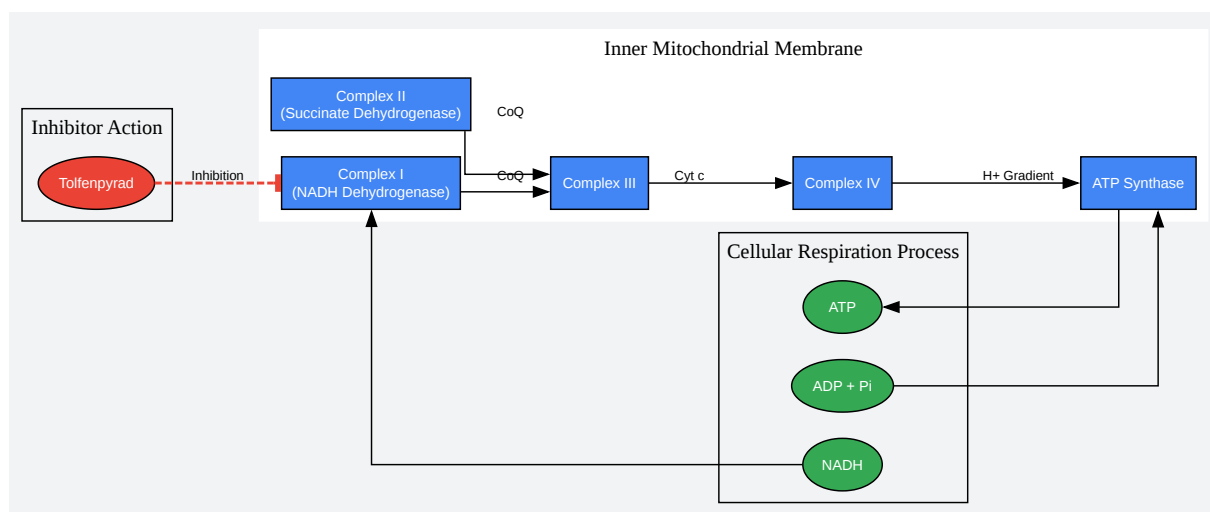 Inner Mitochondrial Membrane
Complex II
(Succinate Dehydrogenase)
CoQ
Inhibitor Action
Tolfenpyrad
Inhibition
Complex I
(NADH Dehydrogenase)
CoQ
Complex III
Cyt c
Complex IV
H+ Gradient
ATP Synthase
Cellular Respiration Process
ATP
ADP + Pi
NADH